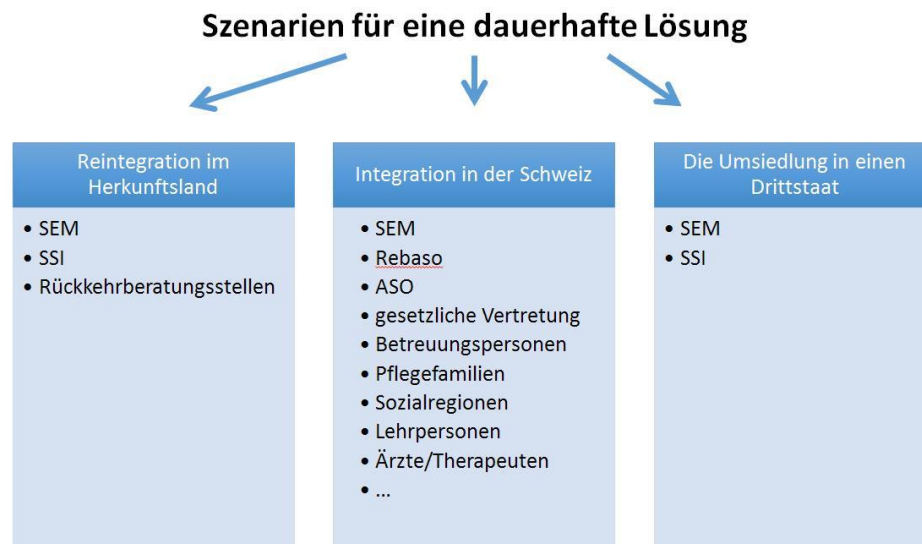 Szenarien für eine dauerhafte Lösung
Reintegration im
Herkunftsland
• SEM
• SSI
• Rückkehrberatungsstellen
Integration in der Schweiz
• SEM
• Rebaso
• ASO
• gesetzliche Vertretung
• Betreuungspersonen
• Pflegefamilien
• Sozialregionen
• Lehrpersonen
• Ärzte/Therapeuten
• ...
Die Umsiedlung in einen
Drittstaat
• SEM
• SSI